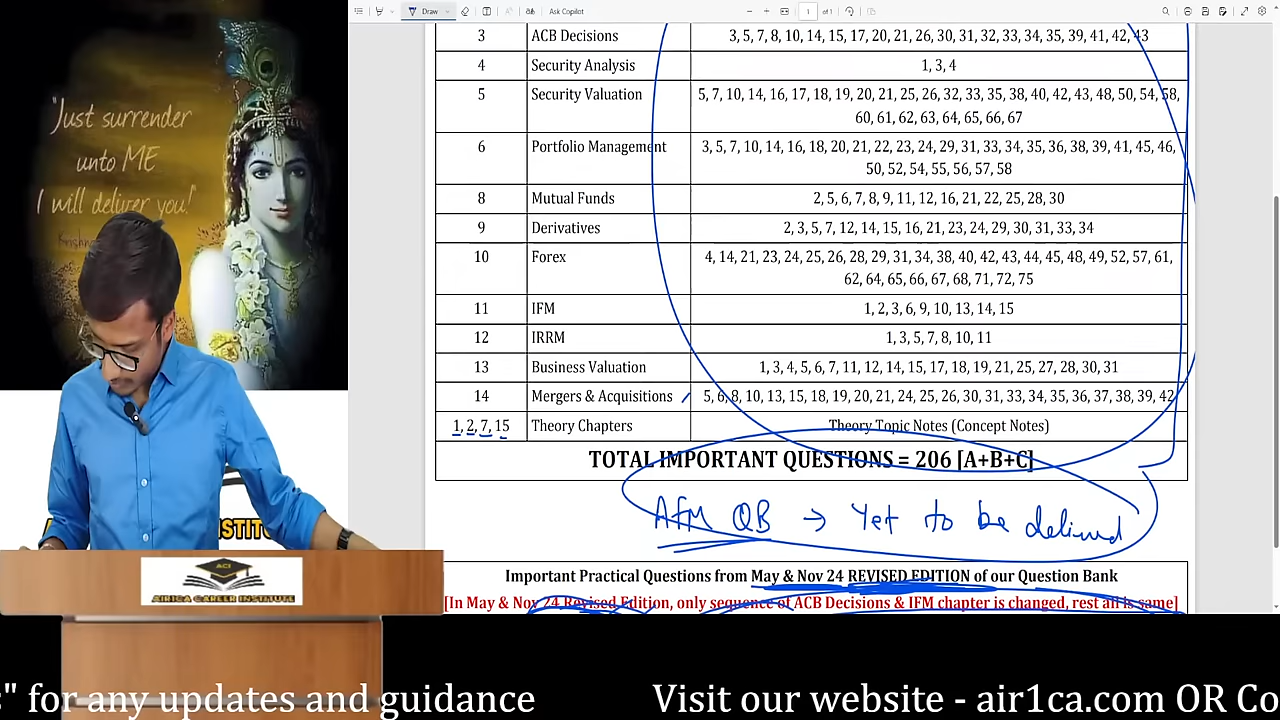 Draw
Ask Copilot
1
of 1
"Just surrender
unto ME
I will deliver you!"
3 ACB Decisions 3, 5, 7, 8, 10, 14, 15, 17, 20, 21, 26, 30, 31, 32, 33, 34, 35, 39, 41, 42, 43
4 Security Analysis 1, 3, 4
5 Security Valuation 5, 7, 10, 14, 16, 17, 18, 19, 20, 21, 25, 26, 32, 33, 35, 38, 40, 42, 43, 48, 50, 54, 58,
60, 61, 62, 63, 64, 65, 66, 67
6 Portfolio Management 3, 5, 7, 10, 14, 16, 18, 20, 21, 22, 23, 24, 29, 31, 33, 34, 35, 36, 38, 39, 41, 45, 46,
50, 52, 54, 55, 56, 57, 58
8 Mutual Funds 2, 5, 6, 7, 8, 9, 11, 12, 16, 21, 22, 25, 28, 30
9 Derivatives 2, 3, 5, 7, 12, 14, 15, 16, 21, 23, 24, 29, 30, 31, 33, 34
10 Forex 4, 14, 21, 23, 24, 25, 26, 28, 29, 31, 34, 38, 40, 42, 43, 44, 45, 48, 49, 52, 57, 61,
62, 64, 65, 66, 67, 68, 71, 72, 75
11 IFM 1, 2, 3, 6, 9, 10, 13, 14, 15
12 IRRM 1, 3, 5, 7, 8, 10, 11
13 Business Valuation 1, 3, 4, 5, 6, 7, 11, 12, 14, 15, 17, 18, 19, 21, 25, 27, 28, 30, 31
14 Mergers & Acquisitions 5, 6, 8, 10, 13, 15, 18, 19, 20, 21, 24, 25, 26, 30, 31, 33, 34, 35, 36, 37, 38, 39, 42
1, 2, 7, 15 Theory Chapters Theory Topic Notes (Concept Notes)
TOTAL IMPORTANT QUESTIONS = 206 [A+B+C]
AFM QB → Yet to be
Important Practical Questions from May & Nov 24 REVISED EDITION of our Question Bank
[In May & Nov 24 Revised Edition, only sequence of ACB Decisions & IFM chapter is changed, rest all is same]
ACI
AIR1CA CAREER INSTITUTE
s" for any updates and guidance Visit our website - air1ca.com OR Co